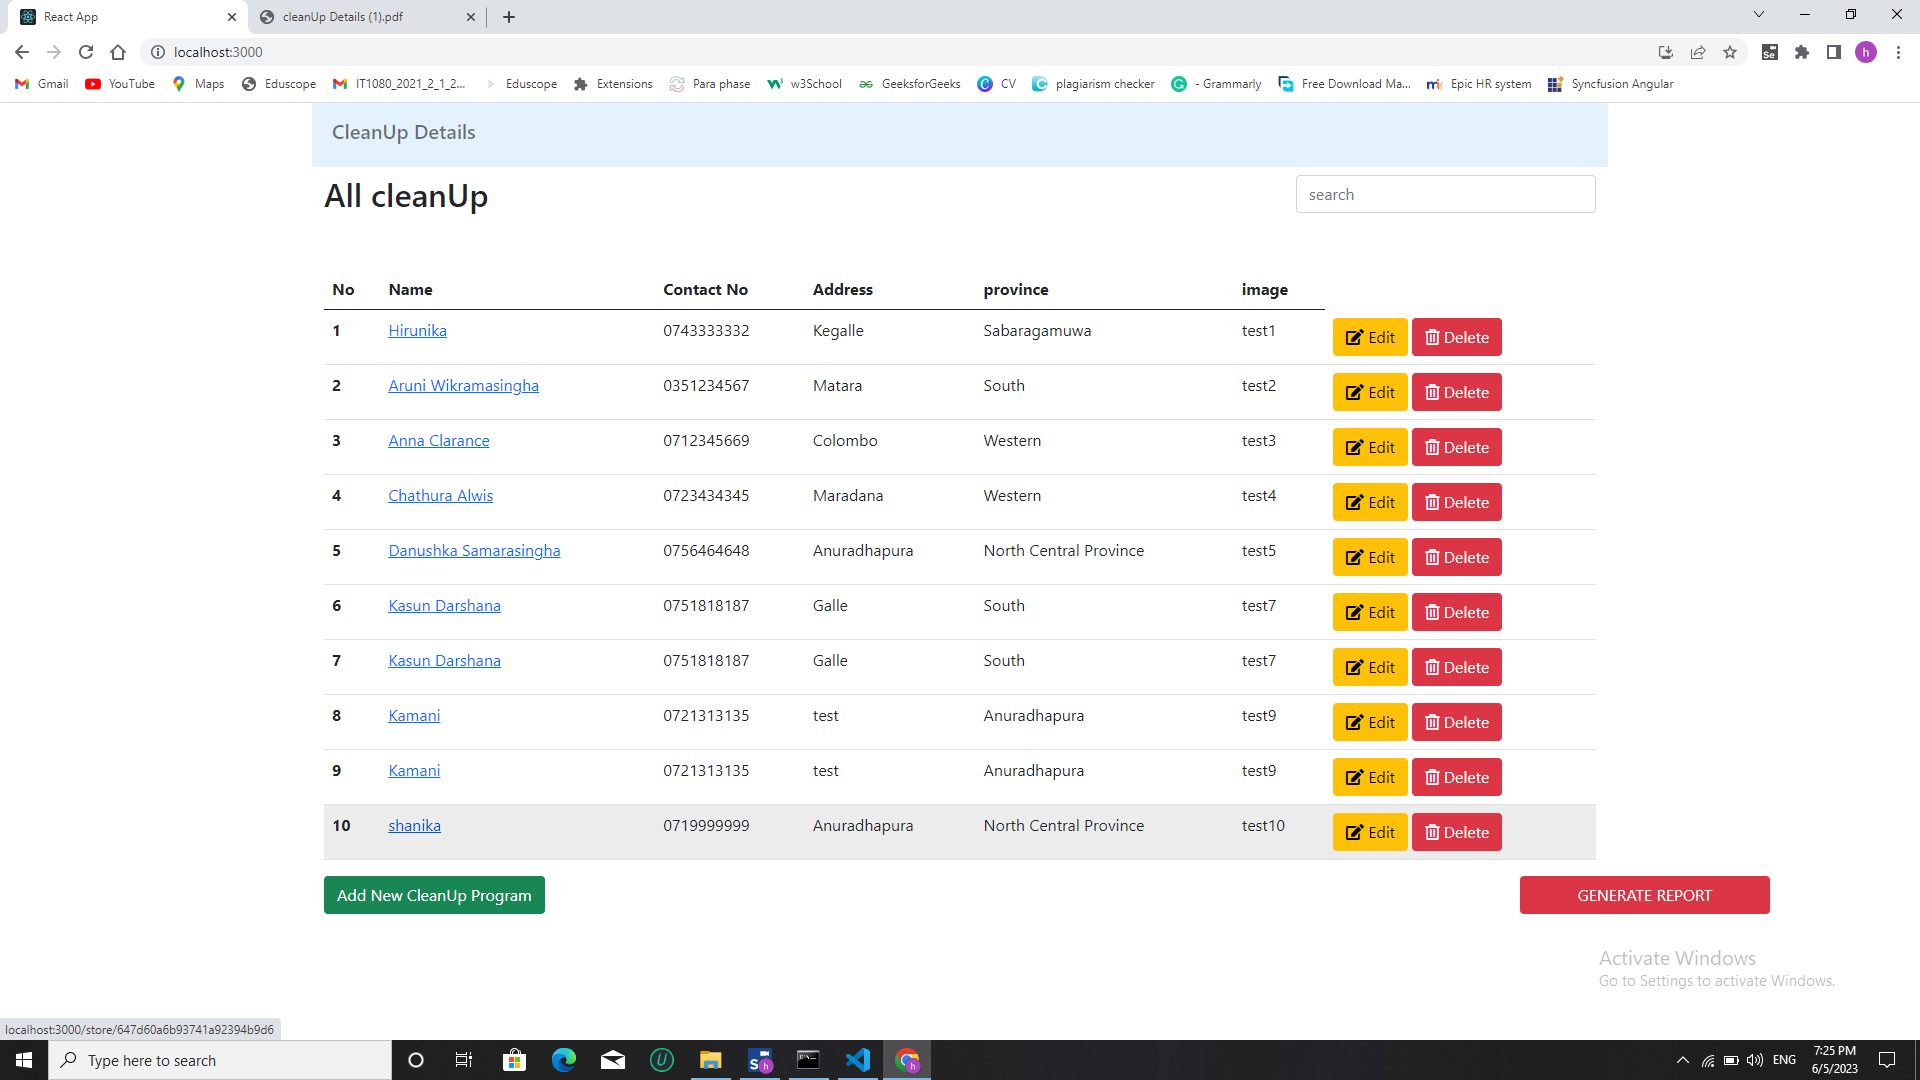 React App
cleanUp Details (1).pdf
localhost:3000
h
Gmail
YouTube
Maps
Eduscope
IT1080_2021_2_1_2...
Eduscope
Extensions
Para phase
w3School
GeeksforGeeks
CV
plagiarism checker
- Grammarly
Free Download Ma...
Epic HR system
Syncfusion Angular
CleanUp Details
All cleanUp
search
No Name Contact No Address province image
1 Hirunika 0743333332 Kegalle Sabaragamuwa test1 Edit Delete
2 Aruni Wikramasingha 0351234567 Matara South test2 Edit Delete
3 Anna Clarance 0712345669 Colombo Western test3 Edit Delete
4 Chathura Alwis 0723434345 Maradana Western test4 Edit Delete
5 Danushka Samarasingha 0756464648 Anuradhapura North Central Province test5 Edit Delete
6 Kasun Darshana 0751818187 Galle South test7 Edit Delete
7 Kasun Darshana 0751818187 Galle South test7 Edit Delete
8 Kamani 0721313135 test Anuradhapura test9 Edit Delete
9 Kamani 0721313135 test Anuradhapura test9 Edit Delete
10 shanika 0719999999 Anuradhapura North Central Province test10 Edit Delete
Add New CleanUp Program
GENERATE REPORT
Activate Windows
Go to Settings to activate Windows.
localhost:3000/store/647d60a6b93741a92394b9d6
Type here to search
ENG
7:25 PM
6/5/2023